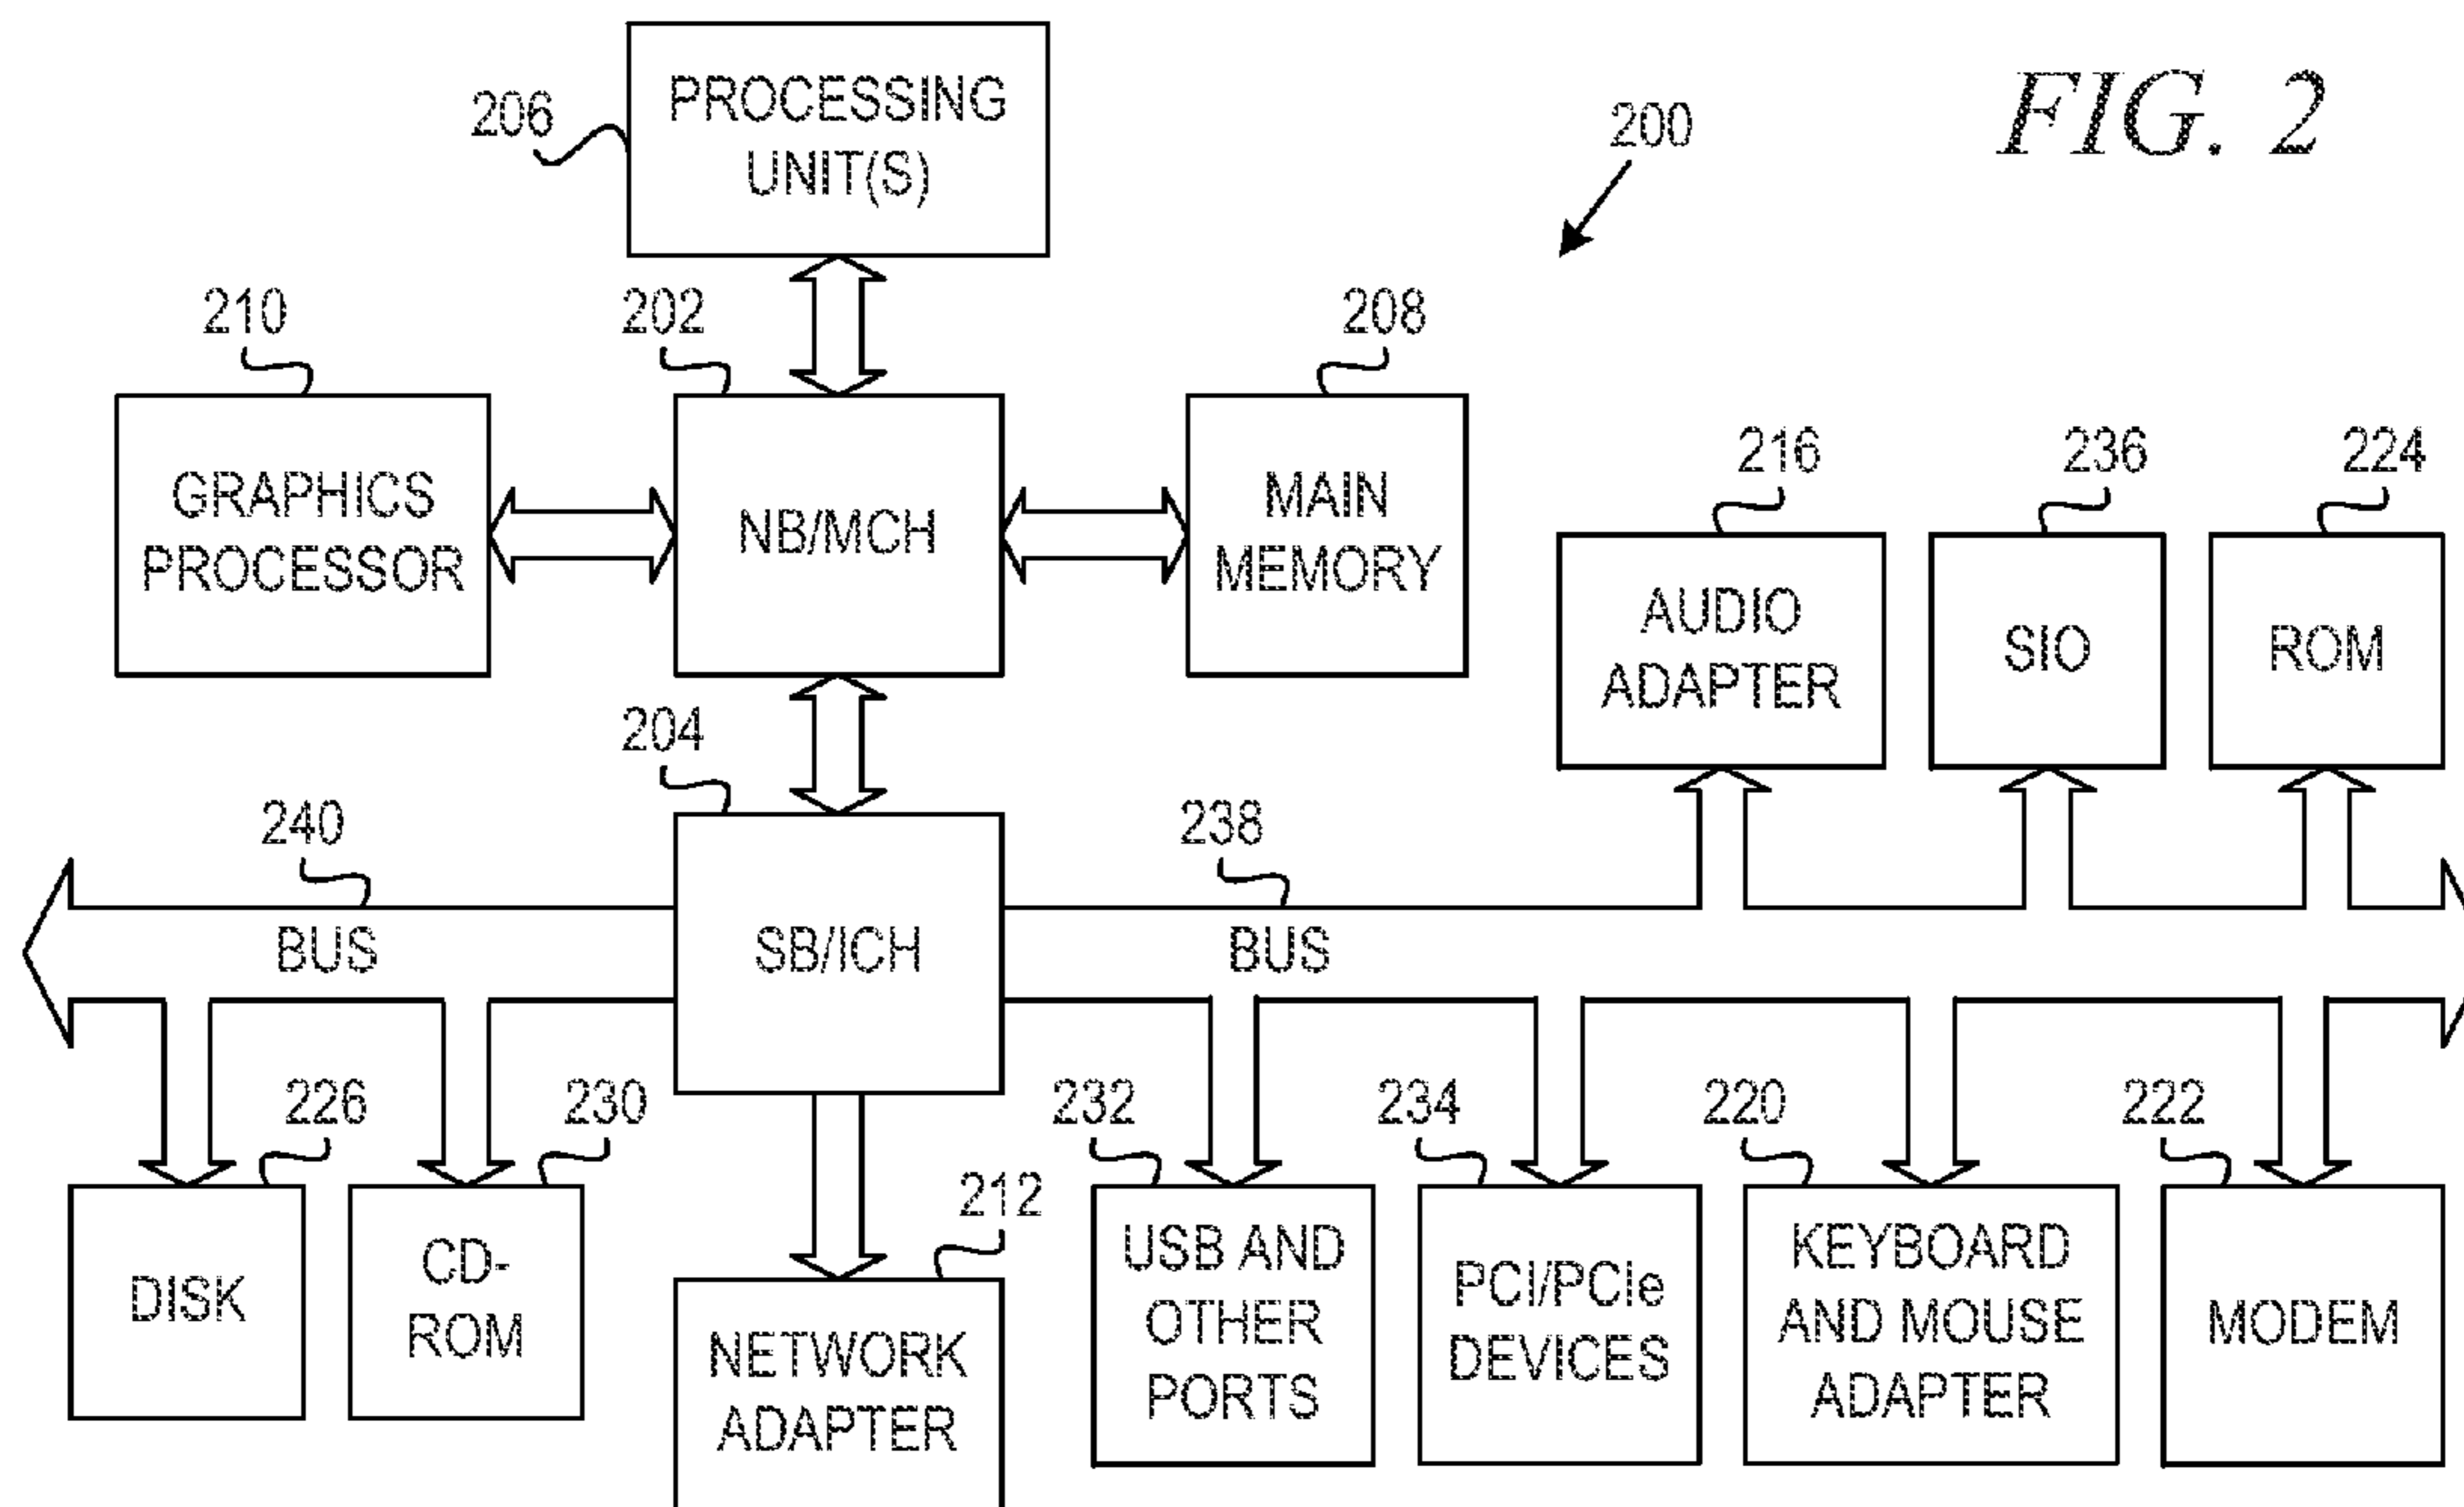 FIG. 2
200
206
PROCESSING
UNIT(S)
210
GRAPHICS
PROCESSOR
202
NB/MCH
208
MAIN
MEMORY
216
AUDIO
ADAPTER
236
SIO
224
ROM
204
SB/ICH
240
BUS
238
BUS
226
DISK
230
CD-
ROM
212
NETWORK
ADAPTER
232
USB AND
OTHER
PORTS
234
PCI/PCIe
DEVICES
220
KEYBOARD
AND MOUSE
ADAPTER
222
MODEM